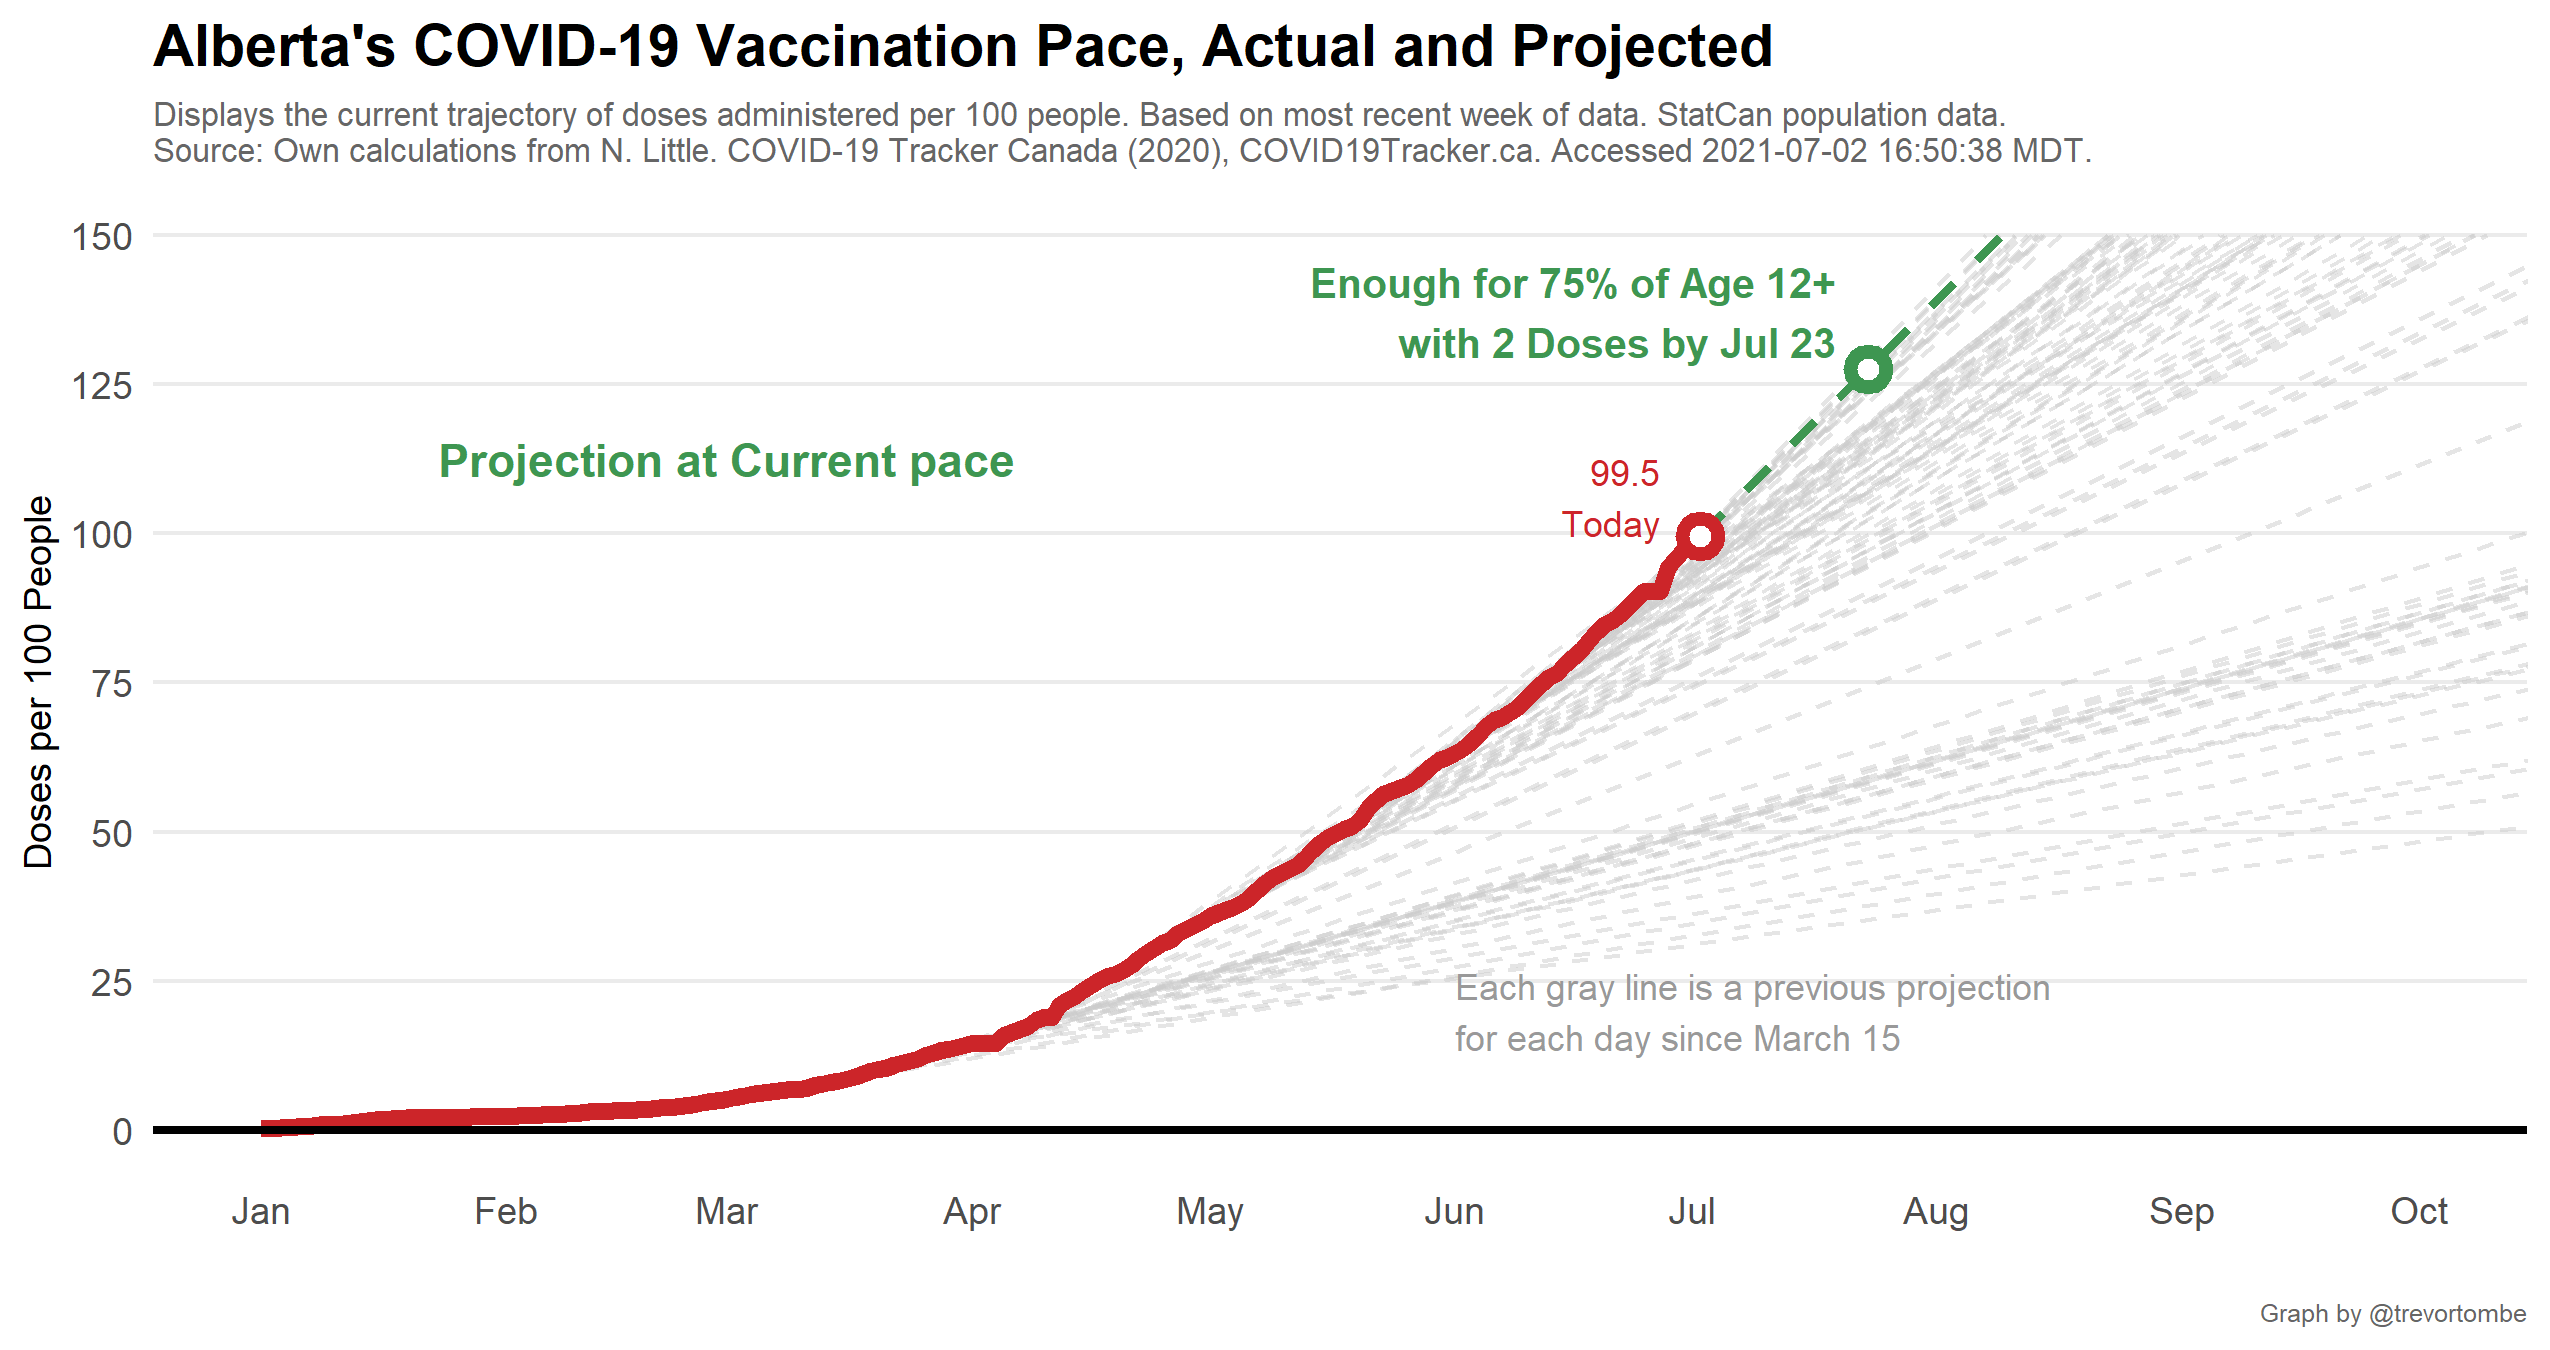 Alberta's COVID-19 Vaccination Pace, Actual and Projected
Displays the current trajectory of doses administered per 100 people. Based on most recent week of data. StatCan population data.
Source: Own calculations from N. Little. COVID-19 Tracker Canada (2020), COVID19Tracker.ca. Accessed 2021-07-02 16:50:38 MDT.
150
Enough for 75% of Age 12+
with 2 Doses by Jul 23
125
Projection at Current pace
99.5
Today
100
Doses per 100 People
75
50
25
Each gray line is a previous projection
for each day since March 15
0
Jan Feb Mar Apr May Jun Jul Aug Sep Oct
Graph by @trevortombe